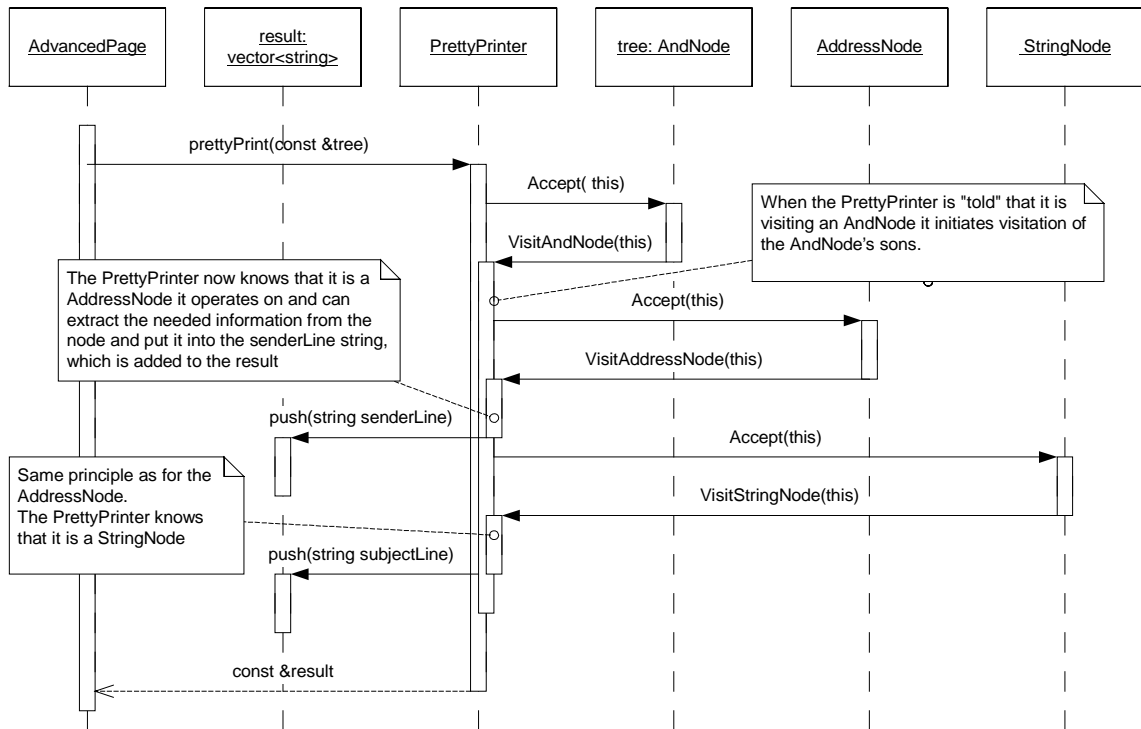 AdvancedPage
result:
vector<string>
PrettyPrinter
tree: AndNode
AddressNode
StringNode
prettyPrint(const &tree)
Accept( this)
When the PrettyPrinter is "told" that it is
visiting an AndNode it initiates visitation of
the AndNode's sons.
VisitAndNode(this)
The PrettyPrinter now knows that it is a
AddressNode it operates on and can
extract the needed information from the
node and put it into the senderLine string,
which is added to the result
Accept(this)
VisitAddressNode(this)
push(string senderLine)
Accept(this)
Same principle as for the
AddressNode.
The PrettyPrinter knows
that it is a StringNode
VisitStringNode(this)
push(string subjectLine)
const &result